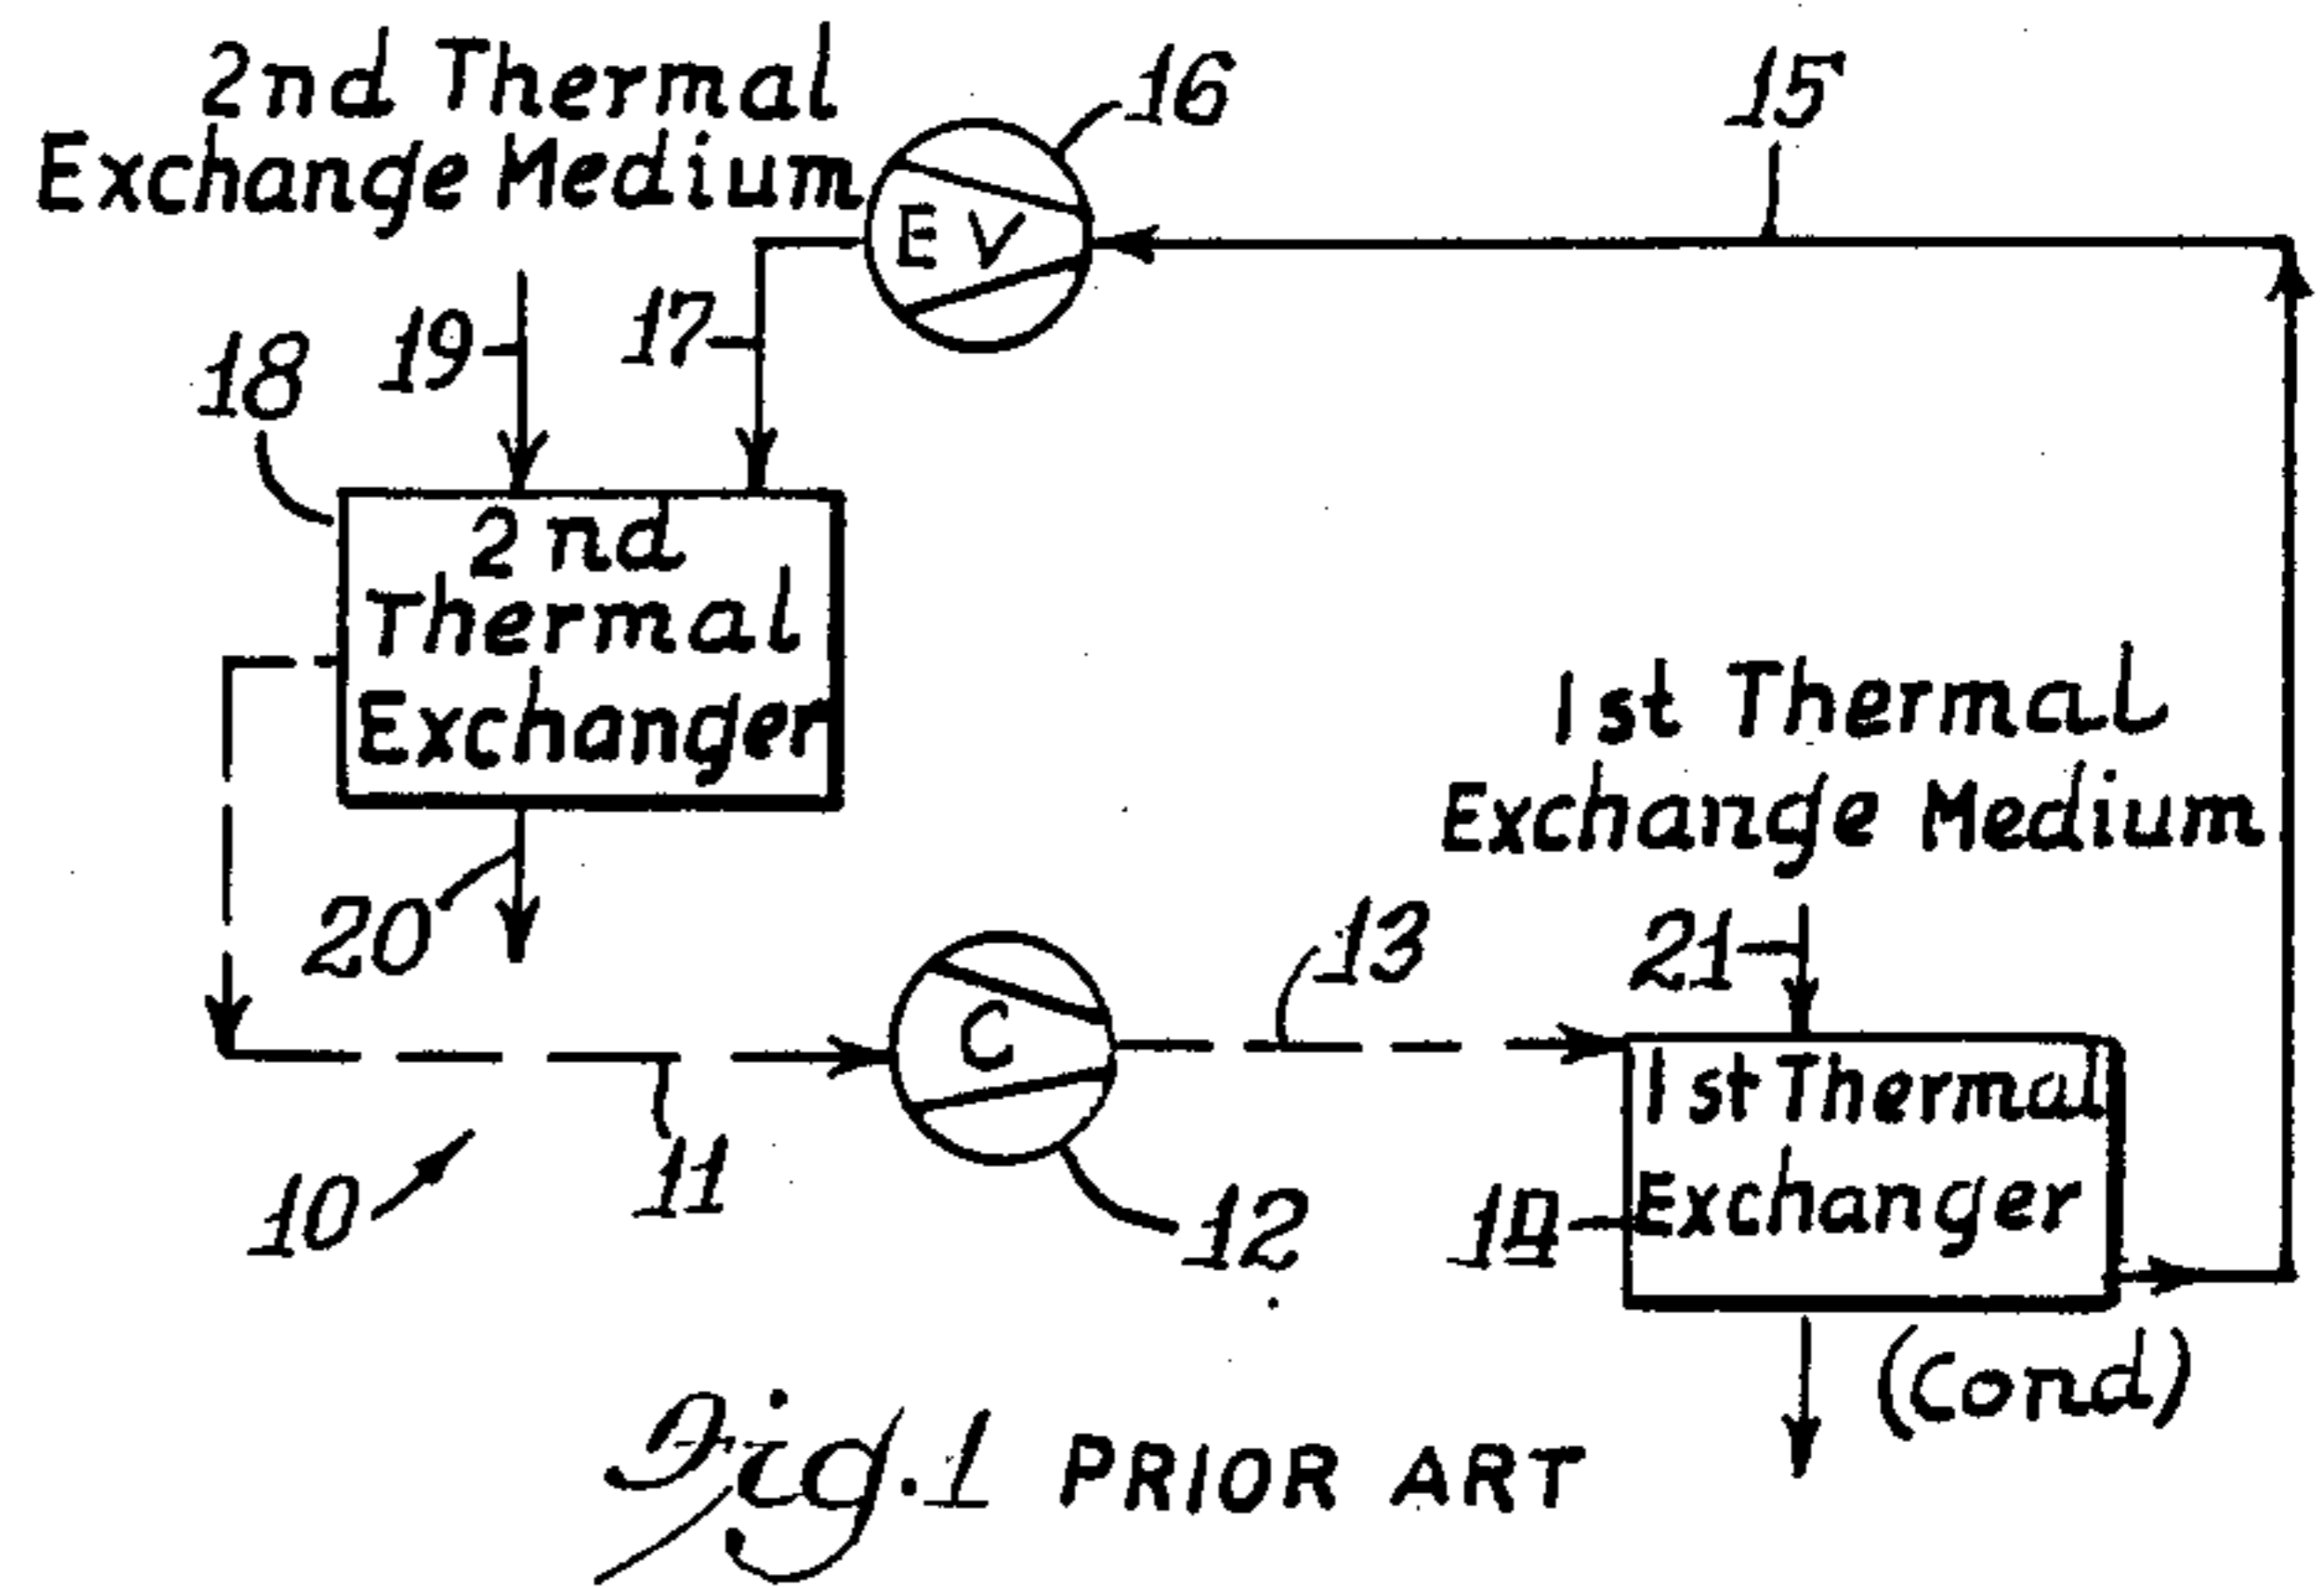 2nd Thermal
Exchange Medium
16
15
EV
19
17
18
2nd
Thermal
Exchanger
1st Thermal
Exchange Medium
20
13
21
C
1st Thermal
Exchanger
11
10
12
14
(Cond)
Fig.1 PRIOR ART